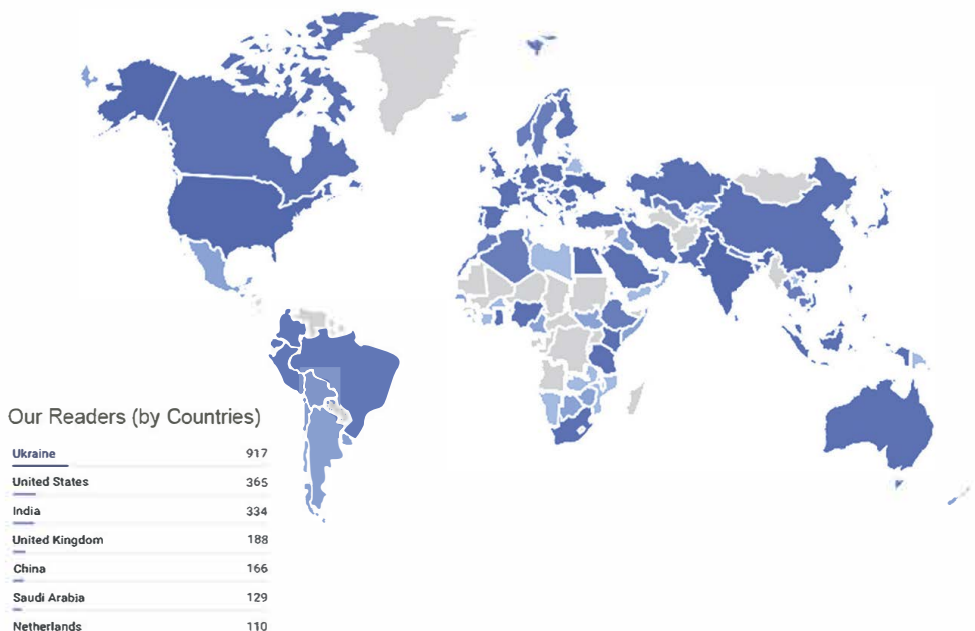 Our Readers (by Countries)
Ukraine 917
United States 365
India 334
United Kingdom 188
China 166
Saudi Arabia 129
Netherlands 110